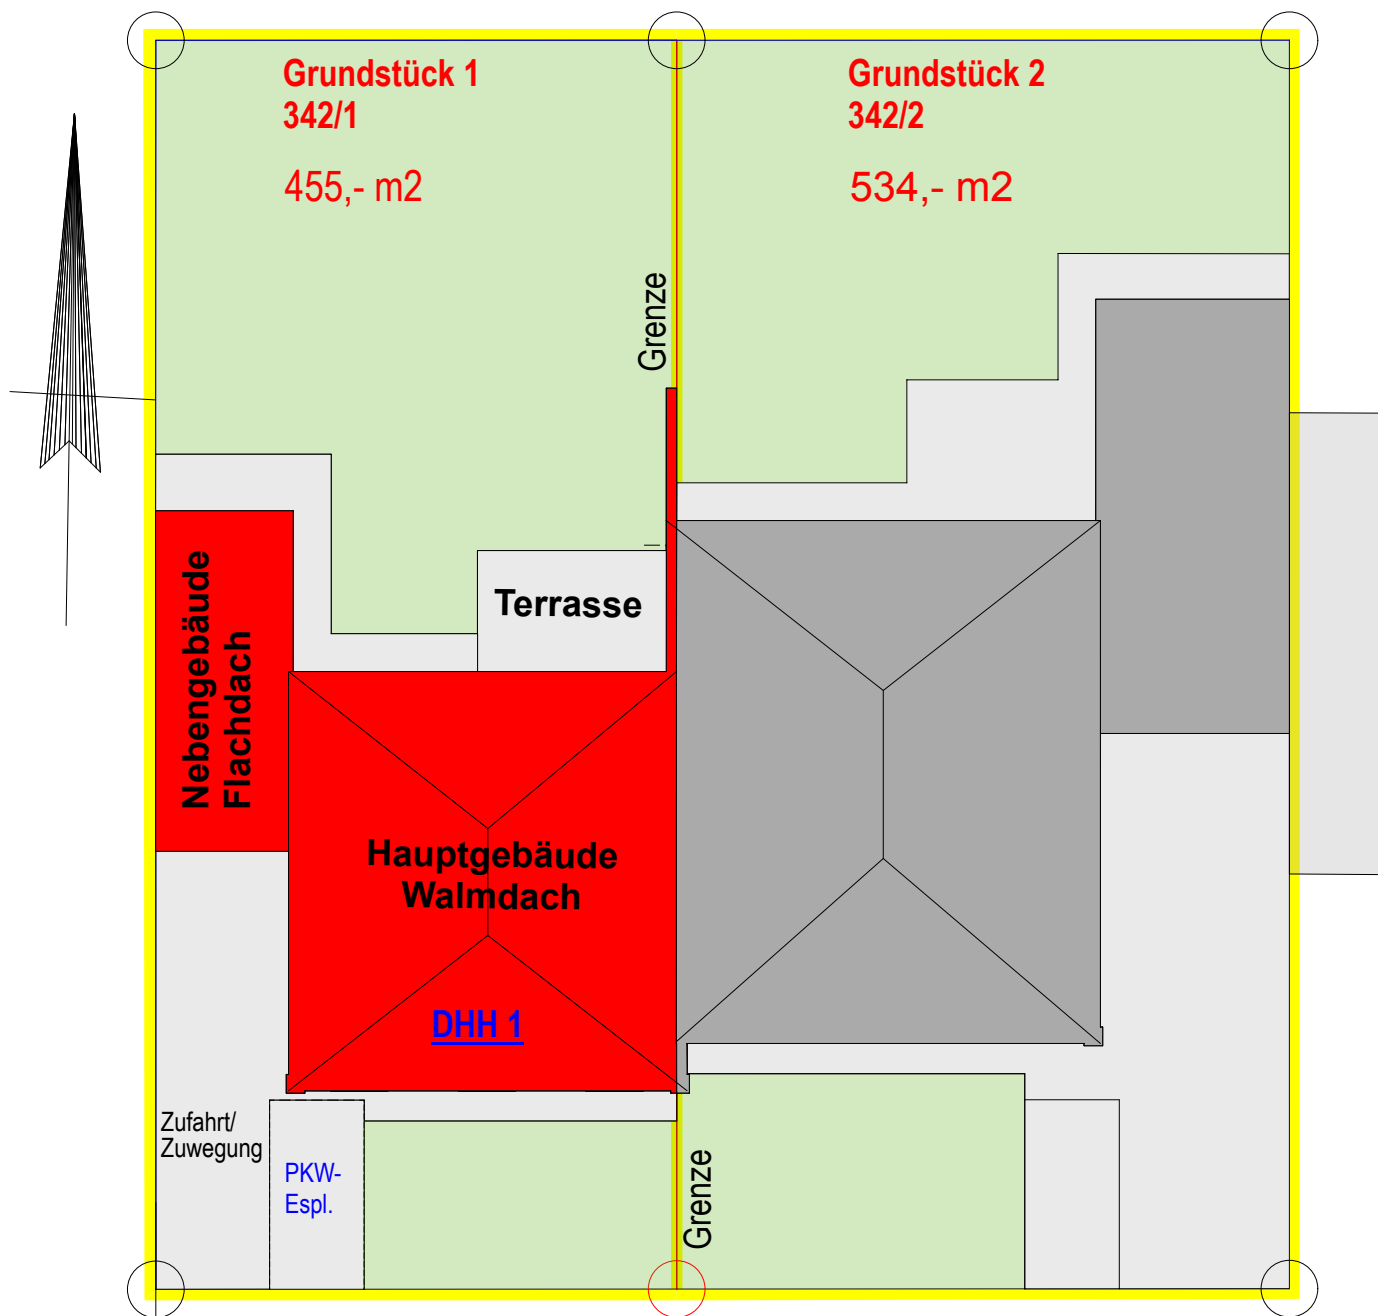 Grundstück 1
342/1
455,- m2
Grundstück 2
342/2
534,- m2
Grenze
Nebengebäude
Flachdach
Terrasse
Hauptgebäude
Walmdach
DHH 1
Zufahrt/
Zuwegung
PKW-
Espl.
Grenze